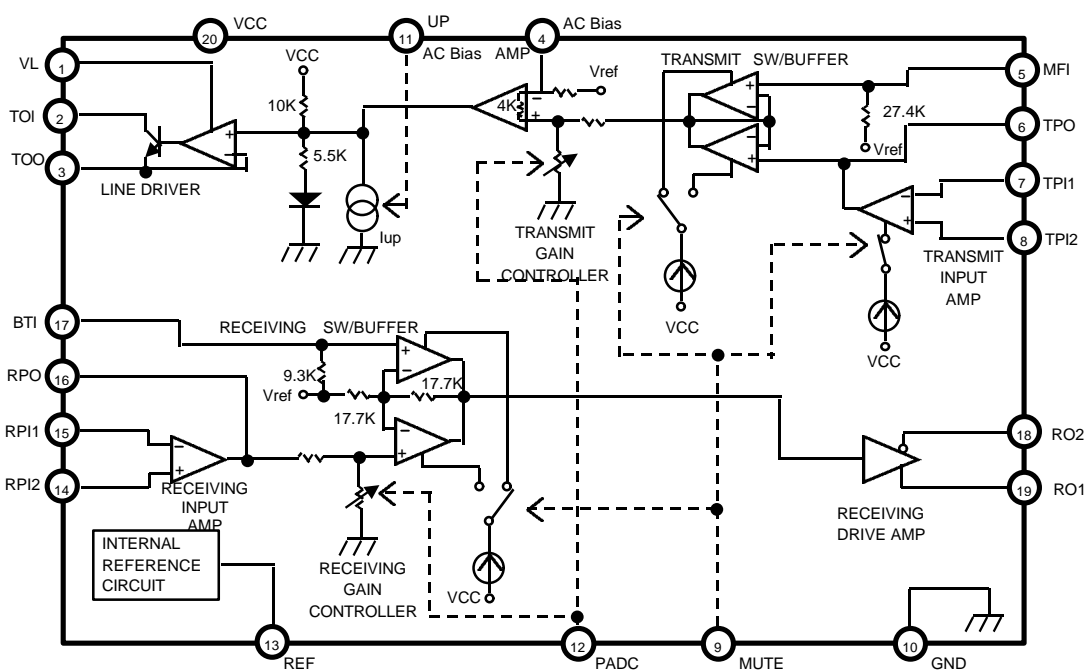 VCC
UP
AC Bias
20
11
AC Bias
AMP
4
VL
1
VCC
Vref
TRANSMIT SW/BUFFER
5
MFI
10K
4K
27.4K
TOI
2
6
TPO
Vref
5.5K
TOO
3
LINE DRIVER
7
TPI1
Iup
TRANSMIT
GAIN
CONTROLLER
8
TPI2
TRANSMIT
INPUT
AMP
VCC
VCC
BTI
17
RECEIVING SW/BUFFER
RPO
16
9.3K
17.7K
Vref
17.7K
RPI1
15
18
RO2
RPI2
14
RECEIVING
INPUT
AMP
19
RO1
RECEIVING
DRIVE AMP
INTERNAL
REFERENCE
CIRCUIT
RECEIVING
GAIN
CONTROLLER
VCC
13
REF
12
PADC
9
MUTE
10
GND